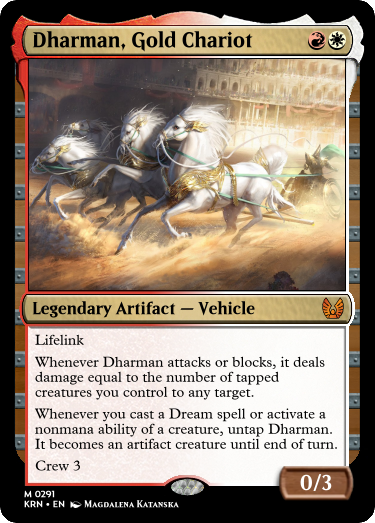 Dharman, Gold Chariot
Legendary Artifact — Vehicle
Lifelink
Whenever Dharman attacks or blocks, it deals
damage equal to the number of tapped
creatures you control to any target.
Whenever you cast a Dream spell or activate a
nonmana ability of a creature, untap Dharman.
It becomes an artifact creature until end of turn.
Crew 3
0/3
M 0291
KRN • EN Magdalena Katanska